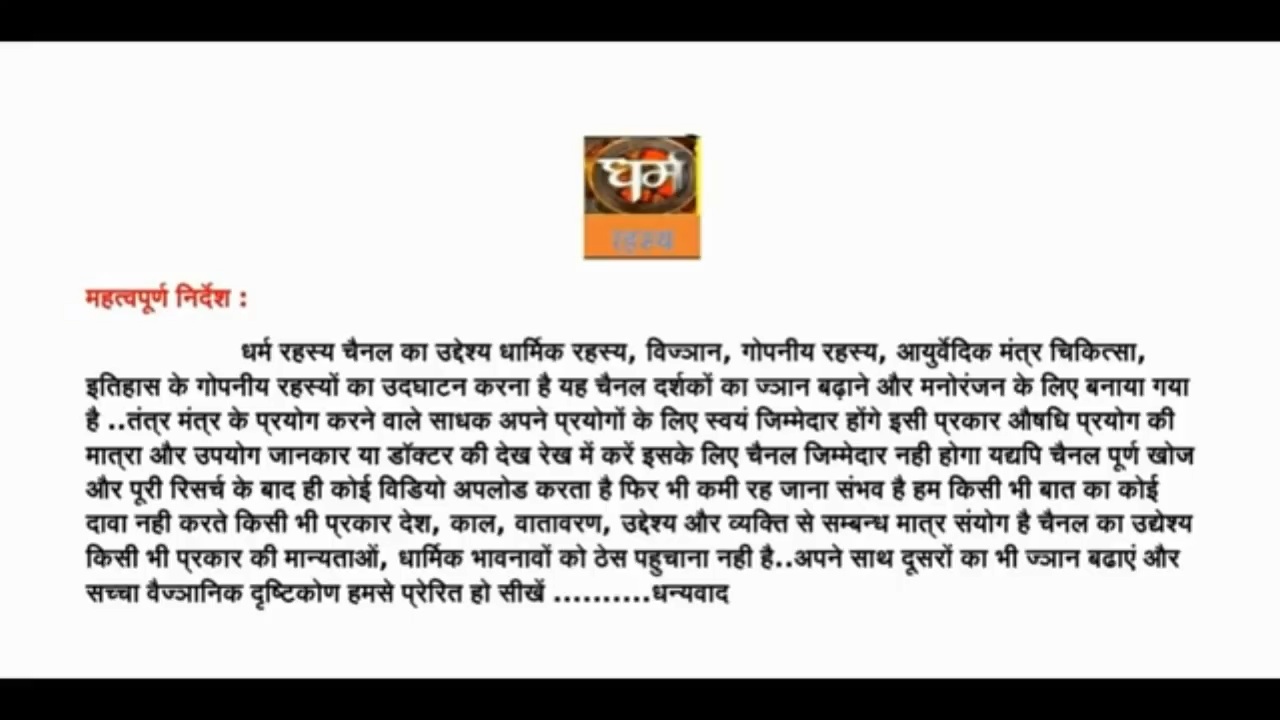 धर्म
रहस्य
महत्वपूर्ण निर्देश :
धर्म रहस्य चैनल का उद्देश्य धार्मिक रहस्य, विज्ञान, गोपनीय रहस्य, आयुर्वेदिक मंत्र चिकित्सा,
इतिहास के गोपनीय रहस्यों का उदघाटन करना है यह चैनल दर्शकों का ज्ञान बढ़ाने और मनोरंजन के लिए बनाया गया
है ..तंत्र मंत्र के प्रयोग करने वाले साधक अपने प्रयोगों के लिए स्वयं जिम्मेदार होंगे इसी प्रकार औषधि प्रयोग की
मात्रा और उपयोग जानकार या डॉक्टर की देख रेख में करें इसके लिए चैनल जिम्मेदार नही होगा यद्यपि चैनल पूर्ण खोज
और पूरी रिसर्च के बाद ही कोई विडियो अपलोड करता है फिर भी कमी रह जाना संभव है हम किसी भी बात का कोई
दावा नही करते किसी भी प्रकार देश, काल, वातावरण, उद्देश्य और व्यक्ति से सम्बन्ध मात्र संयोग है चैनल का उद्येश्य
किसी भी प्रकार की मान्यताओं, धार्मिक भावनावों को ठेस पहुचाना नही है..अपने साथ दूसरों का भी ज्ञान बढाएं और
सच्चा वैज्ञानिक दृष्टिकोण हमसे प्रेरित हो सीखें ..........धन्यवाद